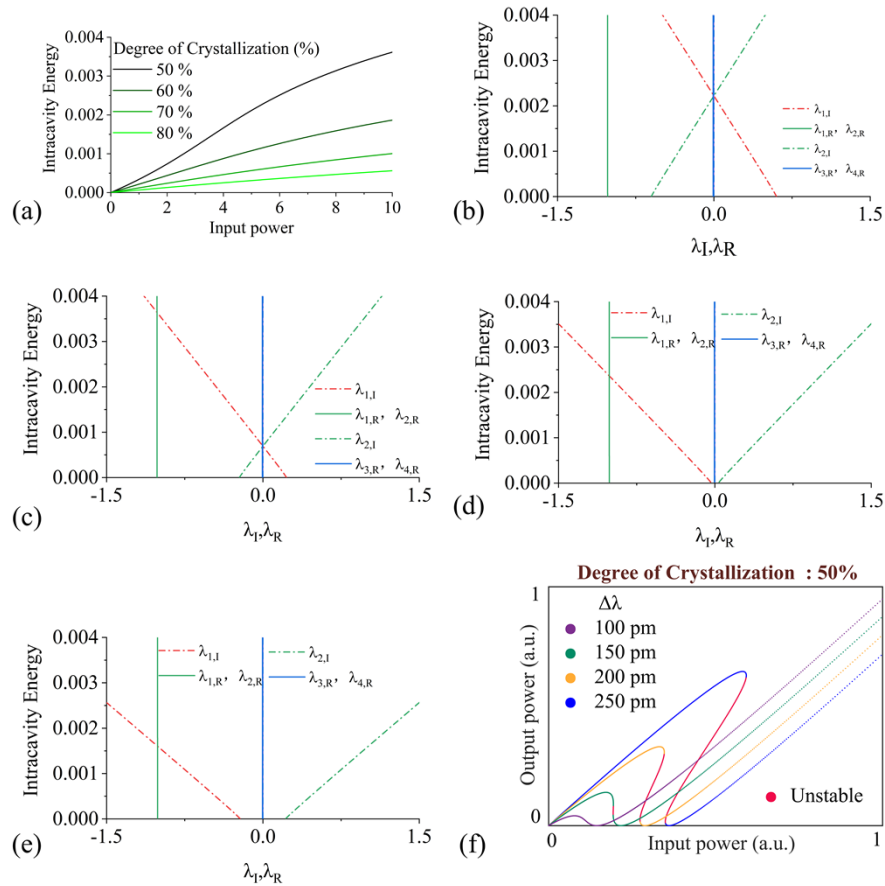 Degree of Crystallization (%)
50 %
60 %
70 %
80 %
Intracavity Energy
0.004
0.003
0.002
0.001
0.000
0
2
4
6
8
10
Input power
(a)
Intracavity Energy
0.004
0.003
0.002
0.001
0.000
λ1,I
λ1,R, λ2,R
λ2,I
λ3,R, λ4,R
-1.5
0.0
1.5
λI,λR
(b)
Intracavity Energy
0.004
0.003
0.002
0.001
0.000
λ1,I
λ1,R, λ2,R
λ2,I
λ3,R, λ4,R
-1.5
0.0
1.5
λI,λR
(c)
Intracavity Energy
0.004
0.003
0.002
0.001
0.000
λ1,I
λ1,R, λ2,R
λ2,I
λ3,R, λ4,R
-1.5
0.0
1.5
λI,λR
(d)
Intracavity Energy
0.004
0.003
0.002
0.001
0.000
λ1,I
λ1,R, λ2,R
λ2,I
λ3,R, λ4,R
-1.5
0.0
1.5
λI,λR
(e)
Degree of Crystallization : 50%
1
Δλ
100 pm
150 pm
200 pm
250 pm
Output power (a.u.)
Unstable
0
0
Input power (a.u.)
1
(f)